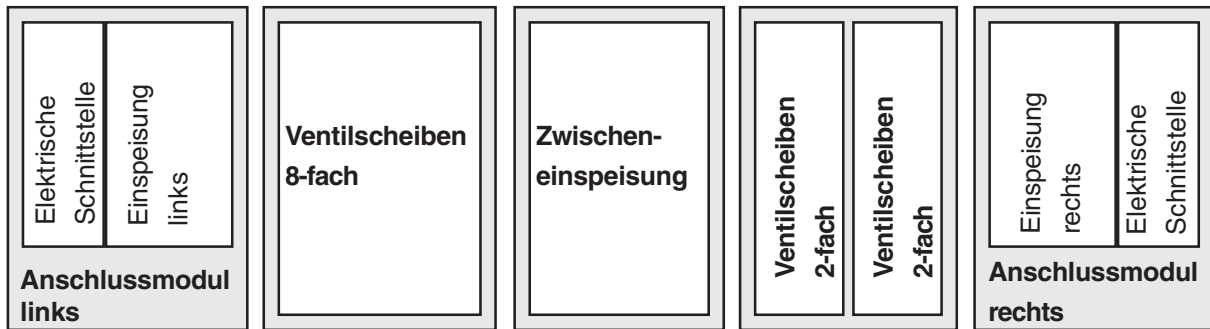 Elektrische
Schnittstelle
Einspeisung
links
Anschlussmodul
links
Ventilscheiben
8-fach
Zwischen-
einspeisung
Ventilscheiben
2-fach
Ventilscheiben
2-fach
Einspeisung
rechts
Elektrische
Schnittstelle
Anschlussmodul
rechts